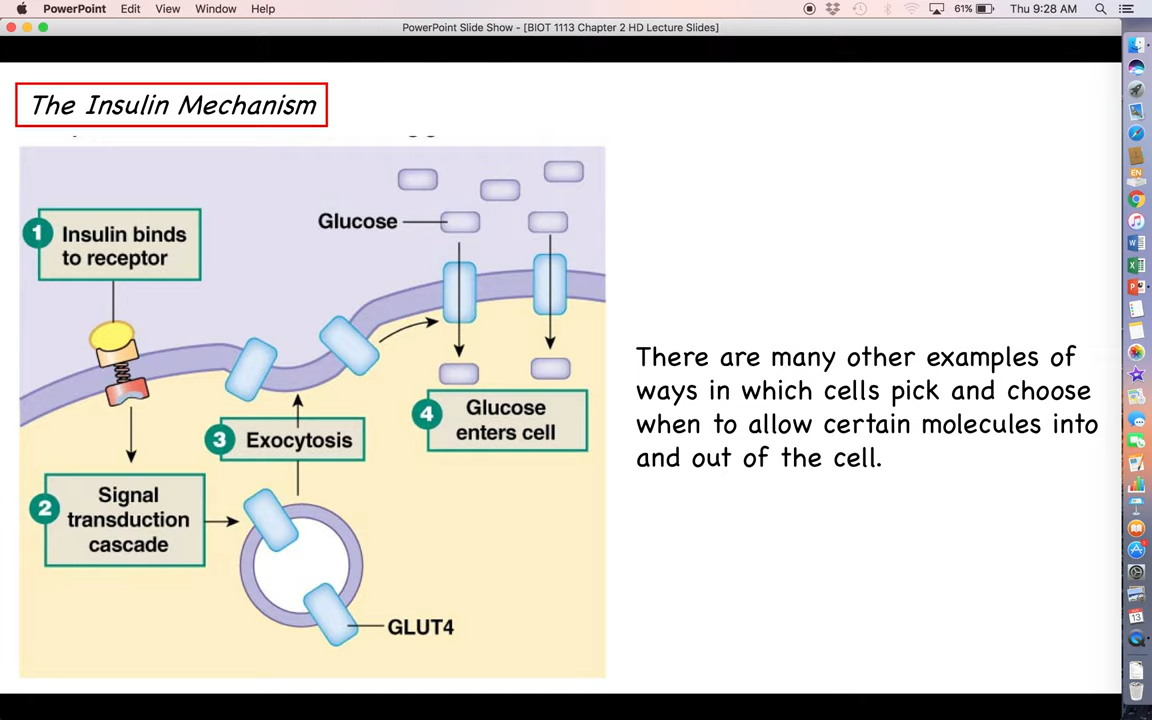 PowerPoint Edit View Window Help 61% Thu 9:28 AM
PowerPoint Slide Show - [BIOT 1113 Chapter 2 HD Lecture Slides]
The Insulin Mechanism
Glucose
1 Insulin binds
to receptor
There are many other examples of
ways in which cells pick and choose
when to allow certain molecules into
and out of the cell.
4 Glucose
enters cell
3 Exocytosis
2 Signal
transduction
cascade
GLUT4